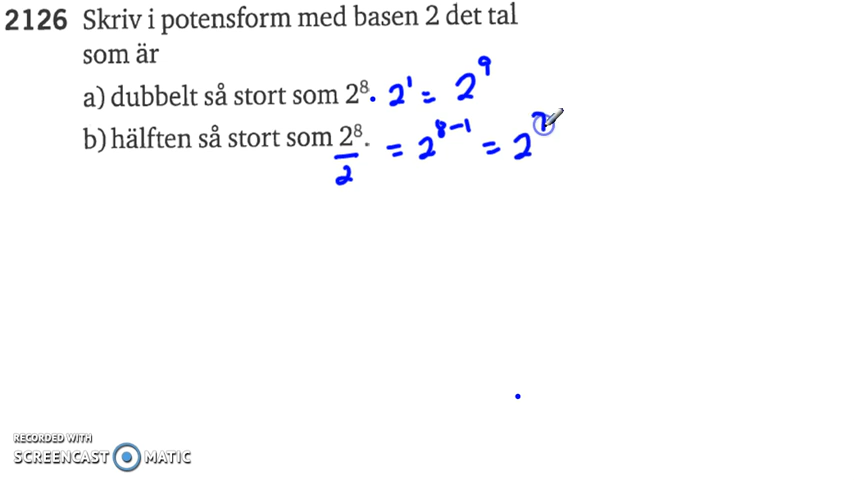 2126 Skriv i potensform med basen 2 det tal
som är
a) dubbelt så stort som 2⁸. · 2¹ = 2⁹
b) hälften så stort som 2⁸/2. = 2⁸⁻¹ = 2⁷
RECORDED WITH
SCREENCAST MATIC